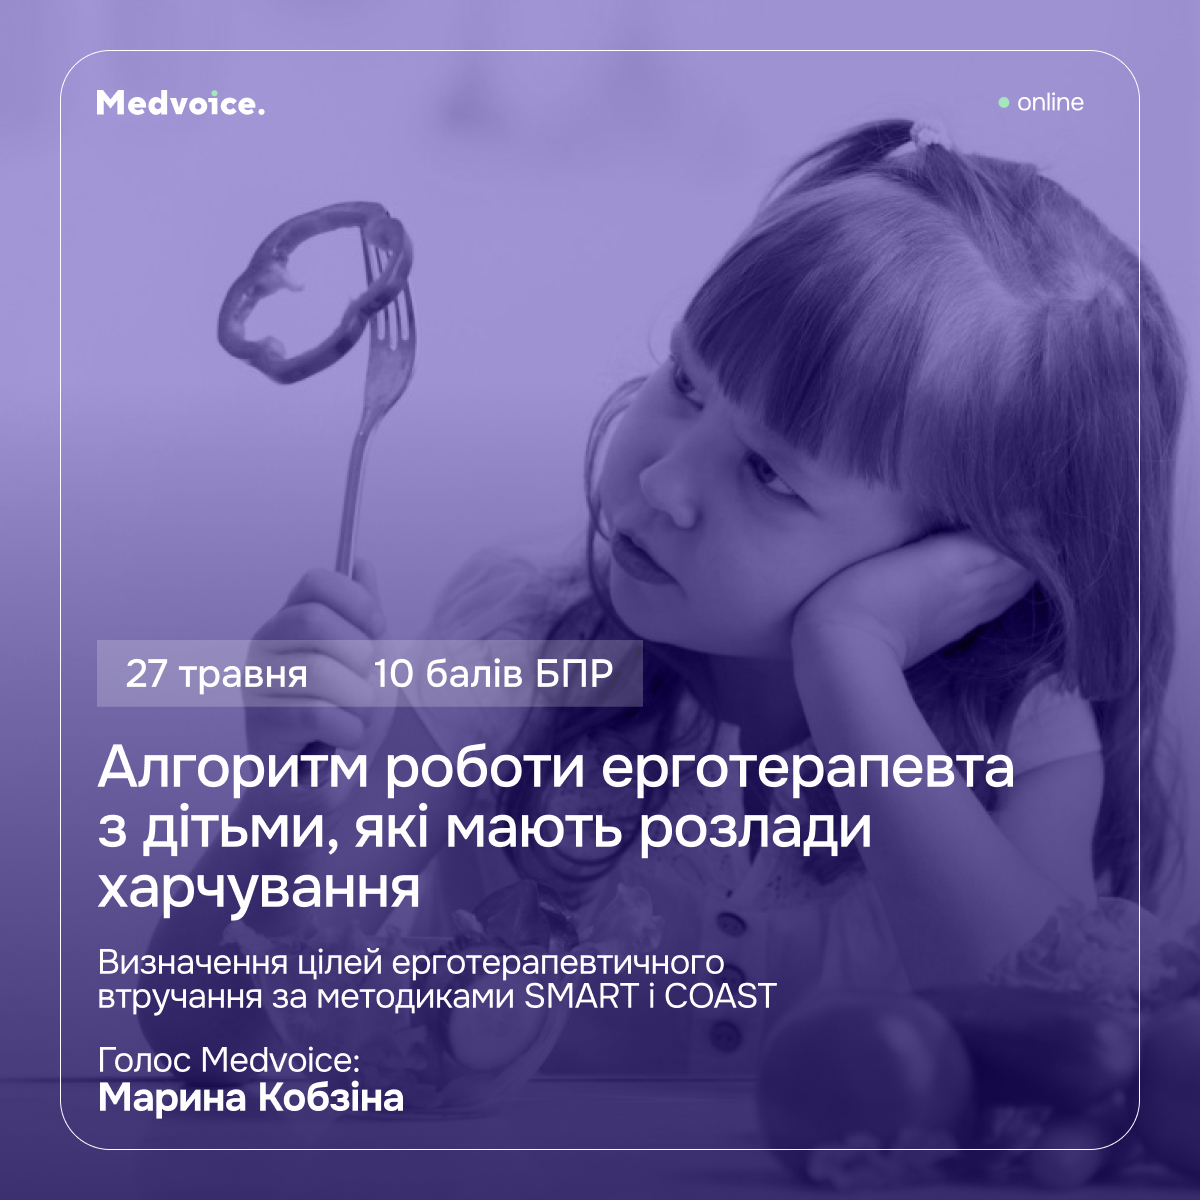 Medvoice.
online
27 травня 10 балів БПР
Алгоритм роботи ерготерапевта
з дітьми, які мають розлади
харчування
Визначення цілей ерготерапевтичного
втручання за методиками SMART і COAST
Голос Medvoice:
Марина Кобзіна